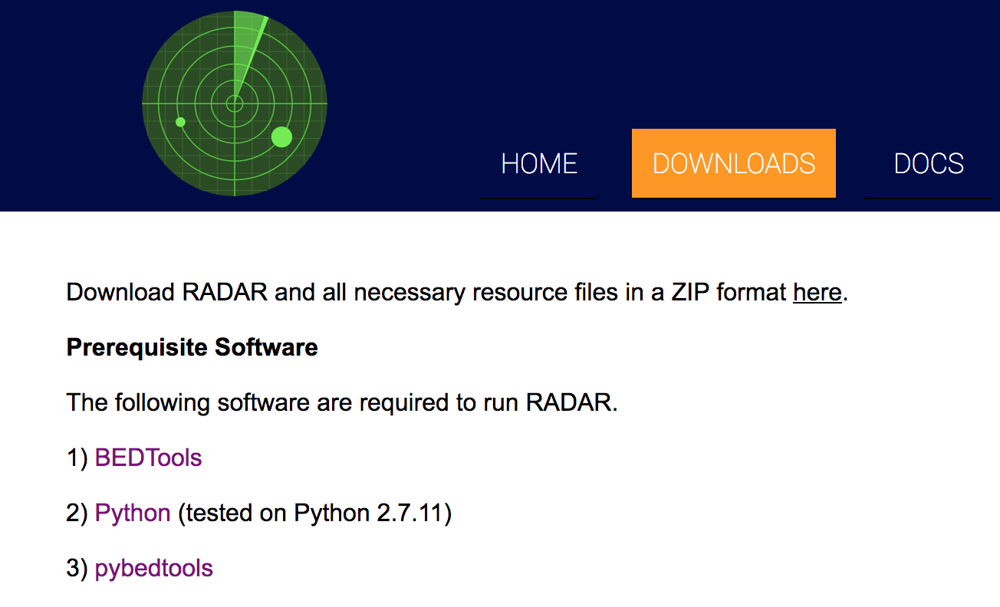 HOME DOWNLOADS DOCS
Download RADAR and all necessary resource files in a ZIP format here.
Prerequisite Software
The following software are required to run RADAR.
1) BEDTools
2) Python (tested on Python 2.7.11)
3) pybedtools